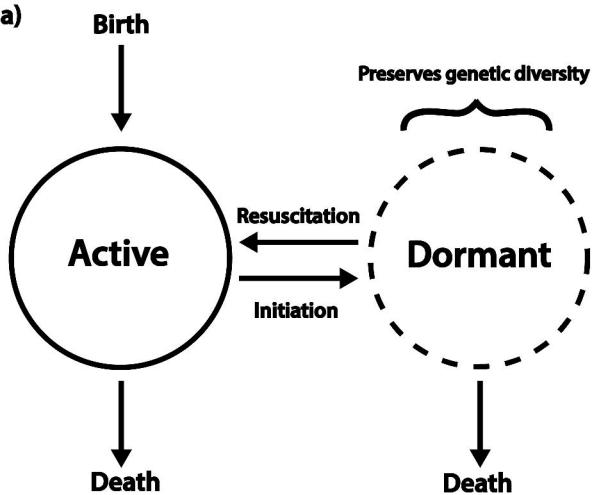 a)
Birth
Preserves genetic diversity
Resuscitation
Active
Dormant
Initiation
Death
Death